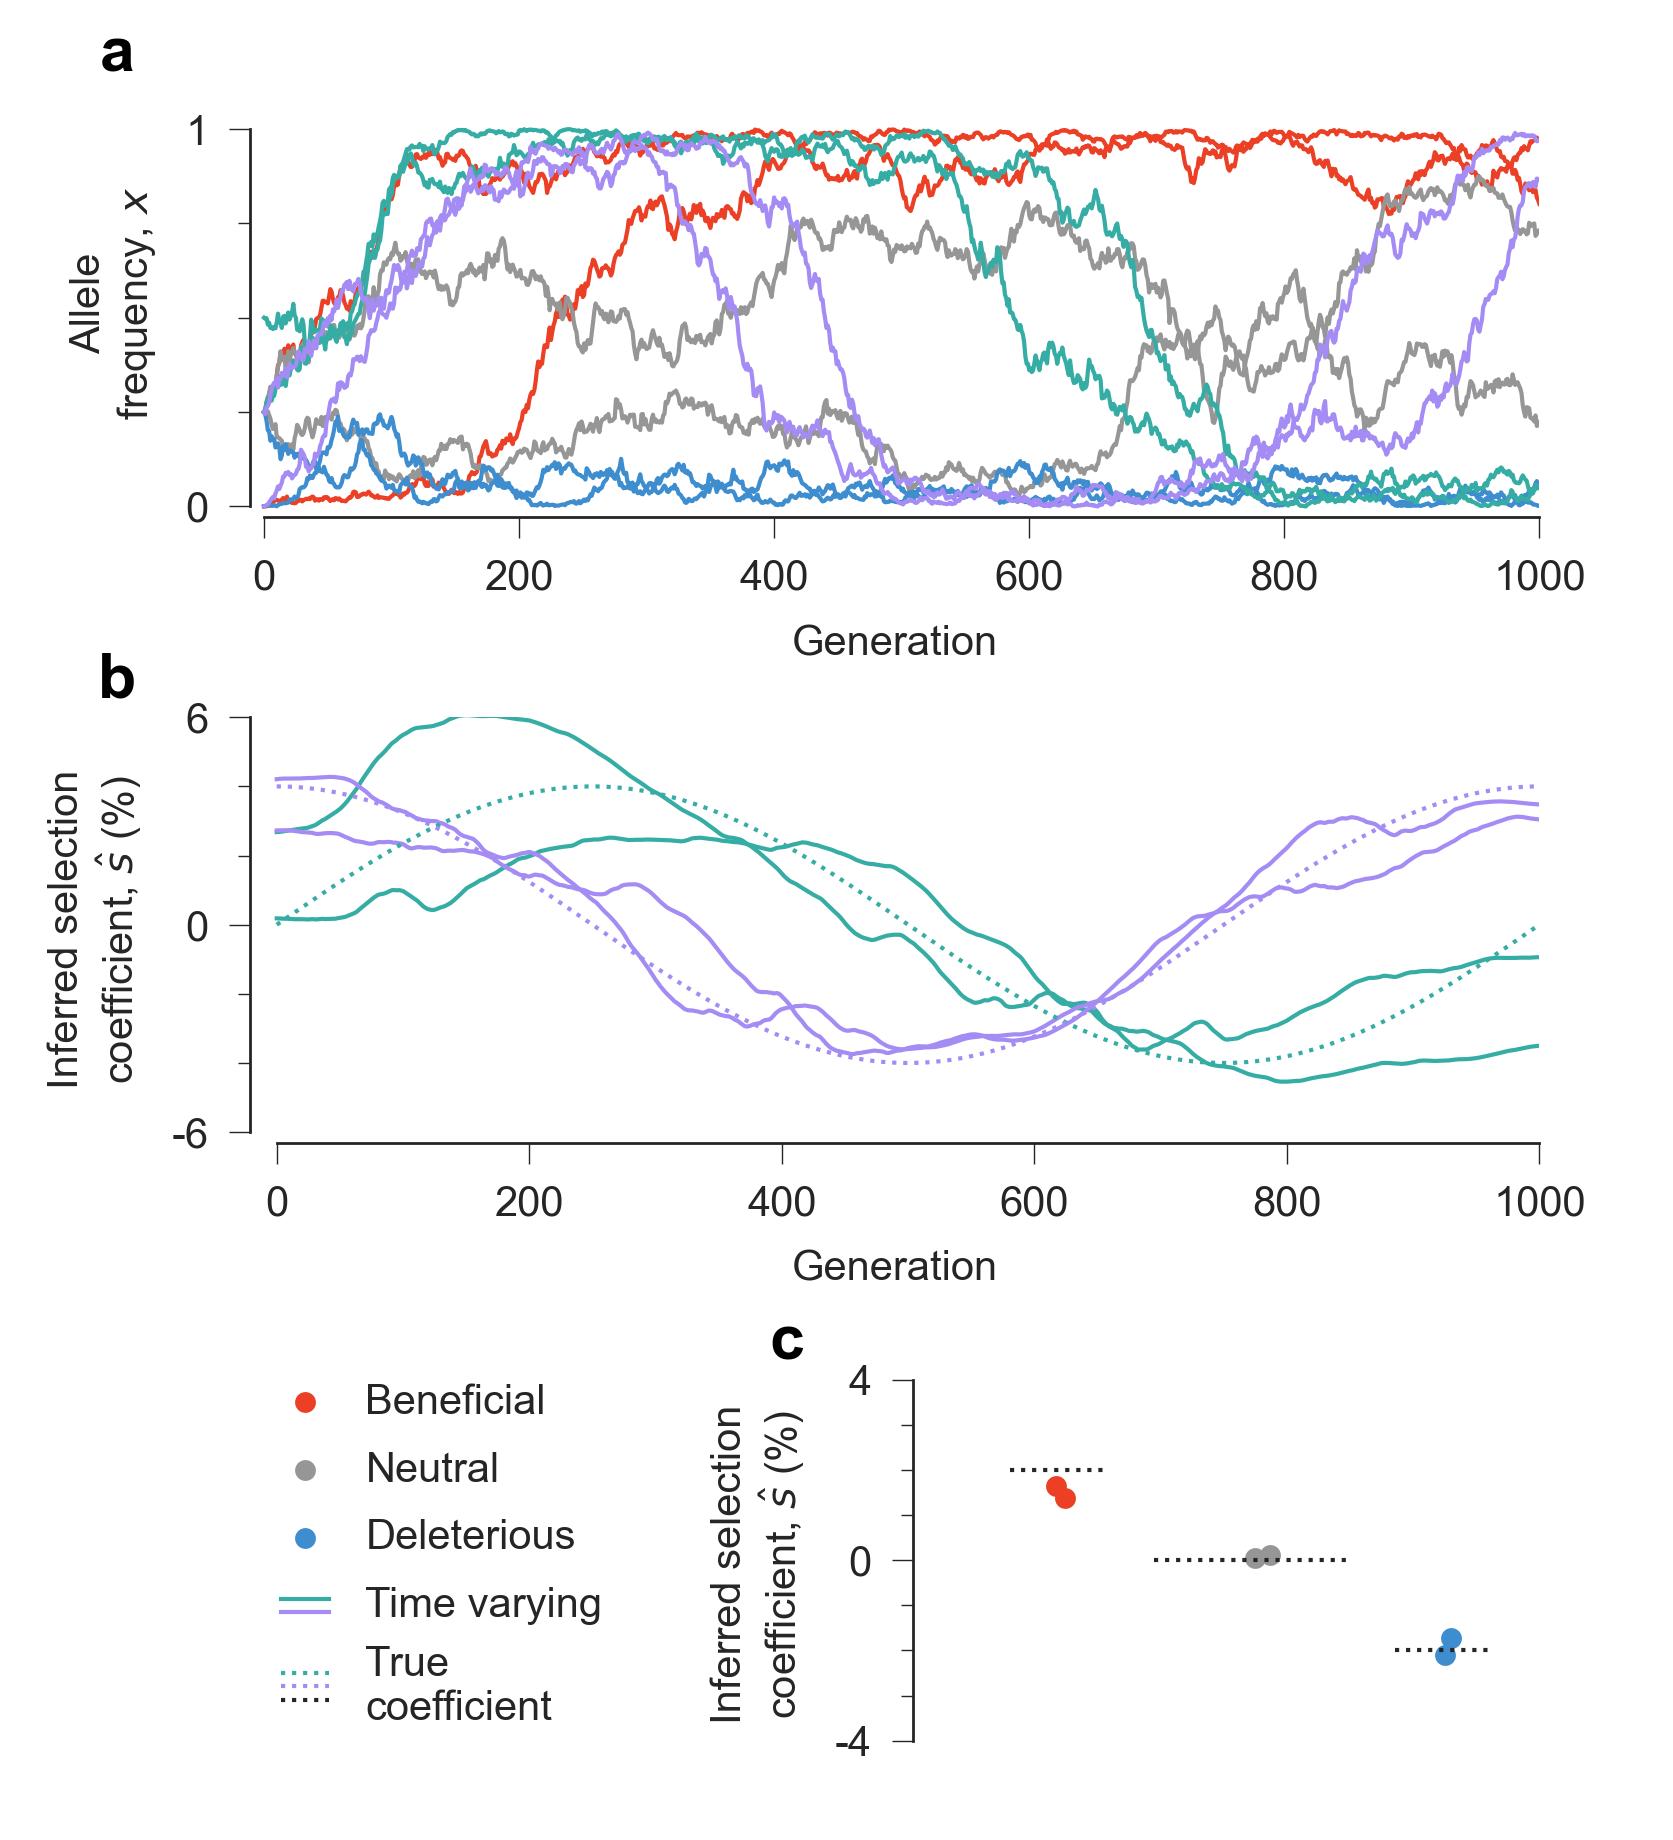 a
Allele
frequency, x
1
0
0 200 400 600 800 1000
Generation
b
Inferred selection
coefficient, ŝ (%)
6
0
-6
0 200 400 600 800 1000
Generation
Beneficial
Neutral
Deleterious
Time varying
True
coefficient
c
Inferred selection
coefficient, ŝ (%)
4
0
-4